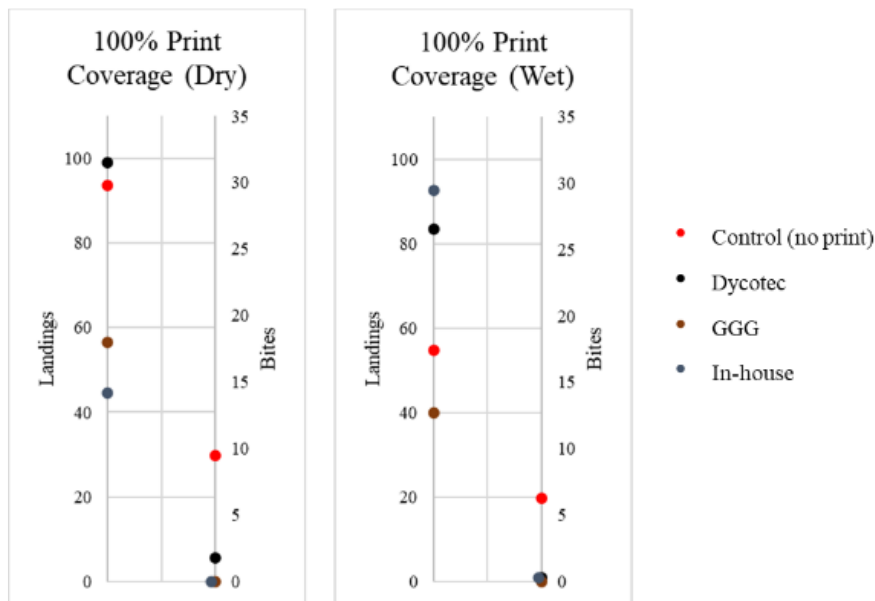 100% Print
Coverage (Dry)
35
100
30
80
25
Landings
60
20
Bites
15
40
10
20
5
0
0
100% Print
Coverage (Wet)
35
100
30
80
25
Landings
60
20
Bites
15
40
10
20
5
0
0
Control (no print)
Dycotec
GGG
In-house